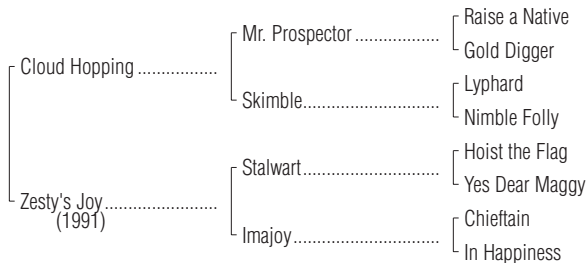 Raise a Native
Mr. Prospector ..................
Gold Digger
Cloud Hopping .................
Lyphard
Skimble.............................
Nimble Folly
Hoist the Flag
Stalwart.............................
Yes Dear Maggy
Zesty's Joy ........................
(1991)
Chieftain
Imajoy...............................
In Happiness